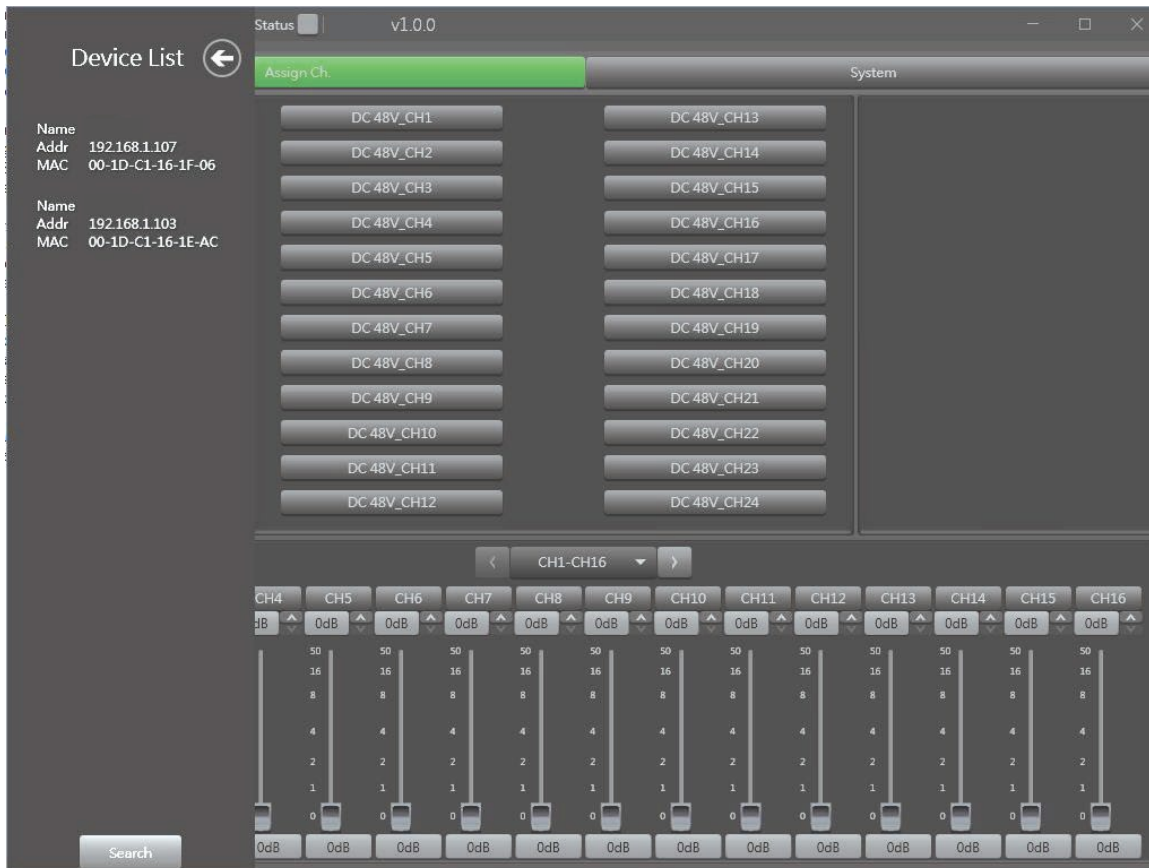 Device List
Name
Addr 192.168.1.107
MAC 00-1D-C1-16-1F-06
Name
Addr 192.168.1.103
MAC 00-1D-C1-16-1E-AC
Search
Status v1.0.0
Assign Ch. System
DC 48V_CH1 DC 48V_CH13
DC 48V_CH2 DC 48V_CH14
DC 48V_CH3 DC 48V_CH15
DC 48V_CH4 DC 48V_CH16
DC 48V_CH5 DC 48V_CH17
DC 48V_CH6 DC 48V_CH18
DC 48V_CH7 DC 48V_CH19
DC 48V_CH8 DC 48V_CH20
DC 48V_CH9 DC 48V_CH21
DC 48V_CH10 DC 48V_CH22
DC 48V_CH11 DC 48V_CH23
DC 48V_CH12 DC 48V_CH24
CH1-CH16
CH4 CH5 CH6 CH7 CH8 CH9 CH10 CH11 CH12 CH13 CH14 CH15 CH16
dB 0dB 0dB 0dB 0dB 0dB 0dB 0dB 0dB 0dB 0dB 0dB 0dB
50 50 50 50 50 50 50 50 50 50 50 50
16 16 16 16 16 16 16 16 16 16 16 16
8 8 8 8 8 8 8 8 8 8 8 8
4 4 4 4 4 4 4 4 4 4 4 4
2 2 2 2 2 2 2 2 2 2 2 2
1 1 1 1 1 1 1 1 1 1 1 1
0 0 0 0 0 0 0 0 0 0 0 0
0dB 0dB 0dB 0dB 0dB 0dB 0dB 0dB 0dB 0dB 0dB 0dB 0dB